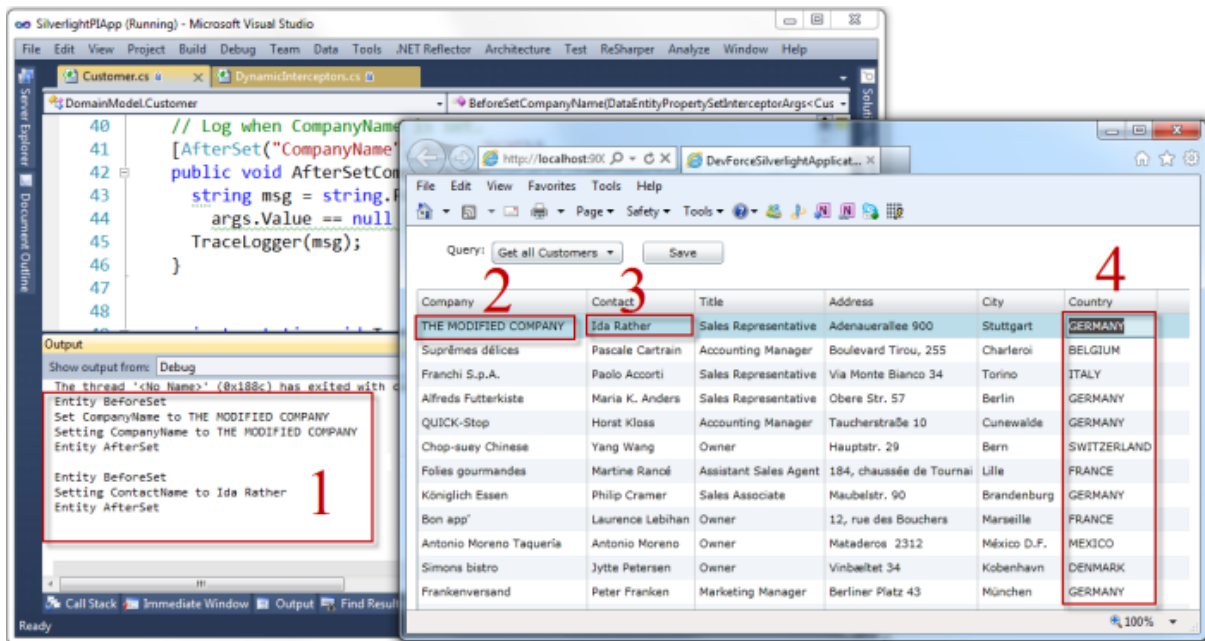 SilverlightPIApp (Running) - Microsoft Visual Studio
File Edit View Project Build Debug Team Data Tools .NET Reflector Architecture Test ReSharper Analyze Window Help
Server Explorer
Document Outline
Customer.cs
DynamicInterceptors.cs
DomainModel.Customer
BeforeSetCompanyName(DataEntityPropertySetInterceptorArgs<Cus
40 // Log when CompanyName
41 [AfterSet("CompanyName"
42 public void AfterSetCom
43 string msg = string.
44 args.Value == null
45 TraceLogger(msg);
46 }
47
48
Output
Show output from: Debug
The thread '<No Name>' (0x188c) has exited with
Entity BeforeSet
Set CompanyName to THE MODIFIED COMPANY
Setting CompanyName to THE MODIFIED COMPANY
Entity AfterSet
Entity BeforeSet
Setting ContactName to Ida Rather
Entity AfterSet
1
Call Stack Immediate Window Output Find Result
Ready
http://localhost:900
DevForceSilverlightApplicat...
File Edit View Favorites Tools Help
Page Safety Tools
Query: Get all Customers Save
2 3 4
Company Contact Title Address City Country
THE MODIFIED COMPANY Ida Rather Sales Representative Adenauerallee 900 Stuttgart GERMANY
Suprêmes délices Pascale Cartrain Accounting Manager Boulevard Tirou, 255 Charleroi BELGIUM
Franchi S.p.A. Paolo Accorti Sales Representative Via Monte Bianco 34 Torino ITALY
Alfreds Futterkiste Maria K. Anders Sales Representative Obere Str. 57 Berlin GERMANY
QUICK-Stop Horst Kloss Accounting Manager Taucherstraße 10 Cunewalde GERMANY
Chop-suey Chinese Yang Wang Owner Hauptstr. 29 Bern SWITZERLAND
Folies gourmandes Martine Rancé Assistant Sales Agent 184, chaussée de Tournai Lille FRANCE
Königlich Essen Philip Cramer Sales Associate Maubelstr. 90 Brandenburg GERMANY
Bon app' Laurence Lebihan Owner 12, rue des Bouchers Marseille FRANCE
Antonio Moreno Taquería Antonio Moreno Owner Mataderos 2312 México D.F. MEXICO
Simons bistro Jytte Petersen Owner Vinbæltet 34 Kobenhavn DENMARK
Frankenversand Peter Franken Marketing Manager Berliner Platz 43 München GERMANY
100%